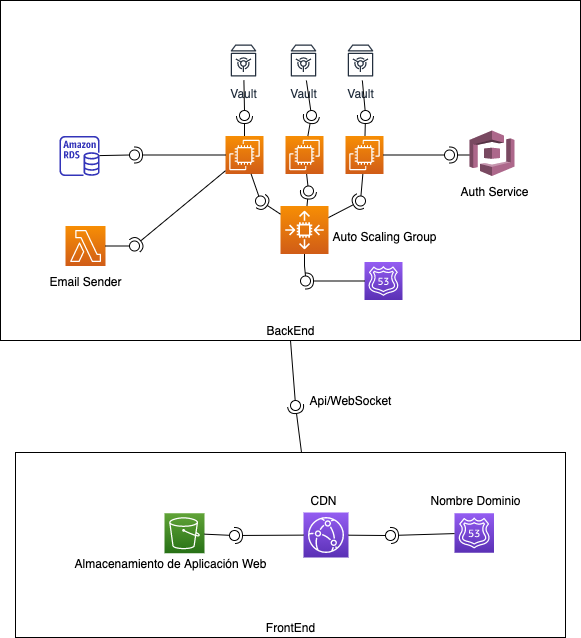 Vault
Vault
Vault
Amazon
RDS
Auth Service
Auto Scaling Group
Email Sender
53
BackEnd
Api/WebSocket
CDN
Nombre Dominio
53
Almacenamiento de Aplicación Web
FrontEnd